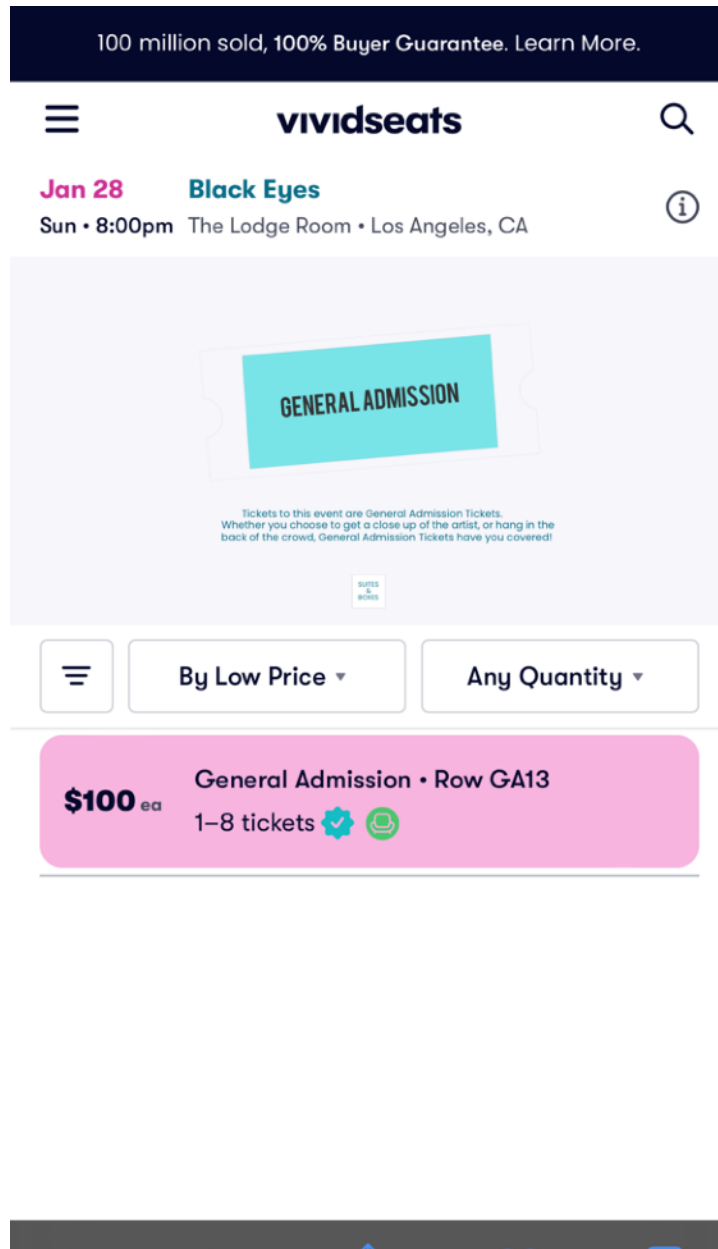 100 million sold, 100% Buyer Guarantee. Learn More.
vividseats
Jan 28 Black Eyes
Sun • 8:00pm The Lodge Room • Los Angeles, CA
GENERAL ADMISSION
Tickets to this event are General Admission Tickets.
Whether you choose to get a close up of the artist, or hang in the
back of the crowd, General Admission Tickets have you covered!
SUITES
&
BOXES
By Low Price Any Quantity
General Admission • Row GA13
$100 ea
1–8 tickets